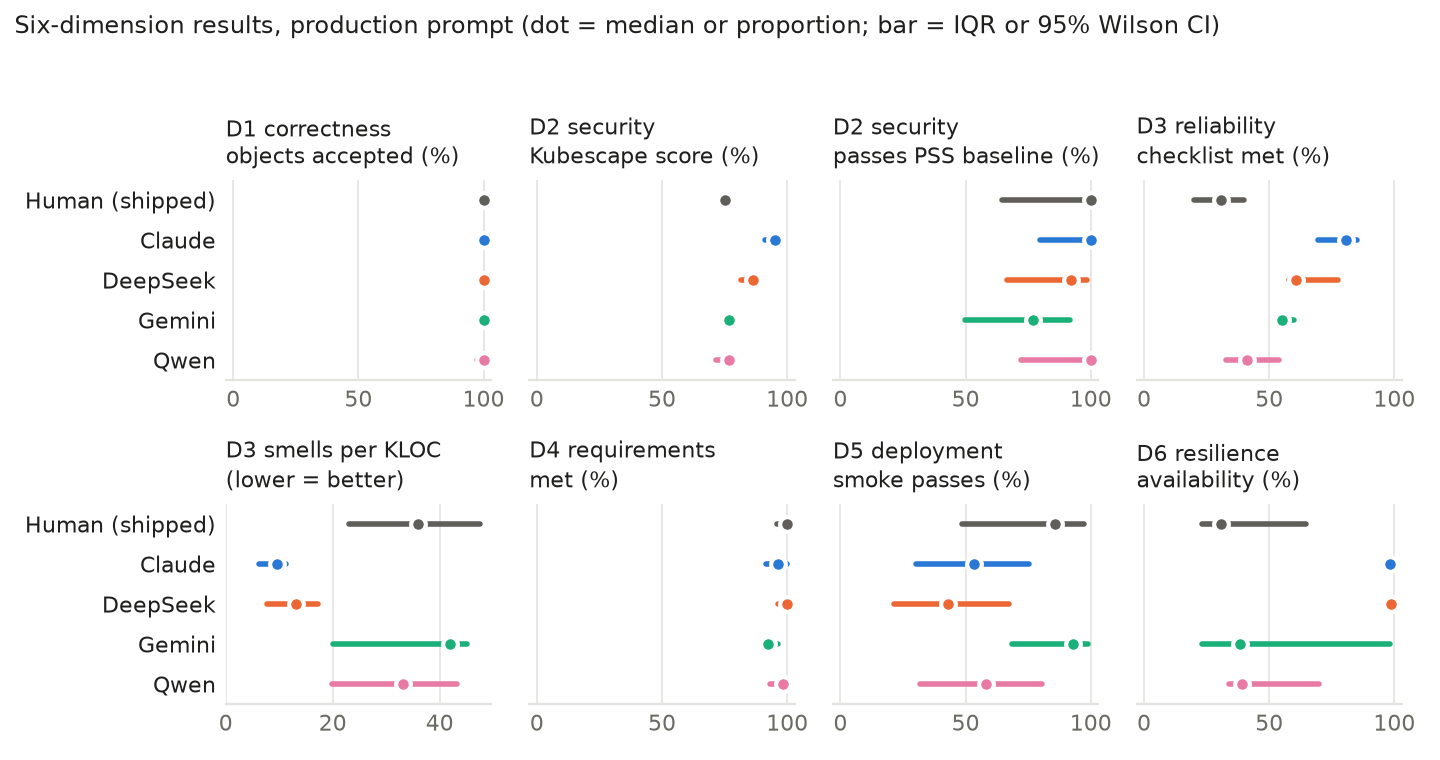 Six-dimension results, production prompt (dot = median or proportion; bar = IQR or 95% Wilson CI)
D1 correctness
objects accepted (%)
D2 security
Kubescape score (%)
D2 security
passes PSS baseline (%)
D3 reliability
checklist met (%)
Human (shipped)
Claude
DeepSeek
Gemini
Qwen
0 50 100
0 50 100
0 50 100
0 50 100
D3 smells per KLOC
(lower = better)
D4 requirements
met (%)
D5 deployment
smoke passes (%)
D6 resilience
availability (%)
Human (shipped)
Claude
DeepSeek
Gemini
Qwen
0 20 40
0 50 100
0 50 100
0 50 100